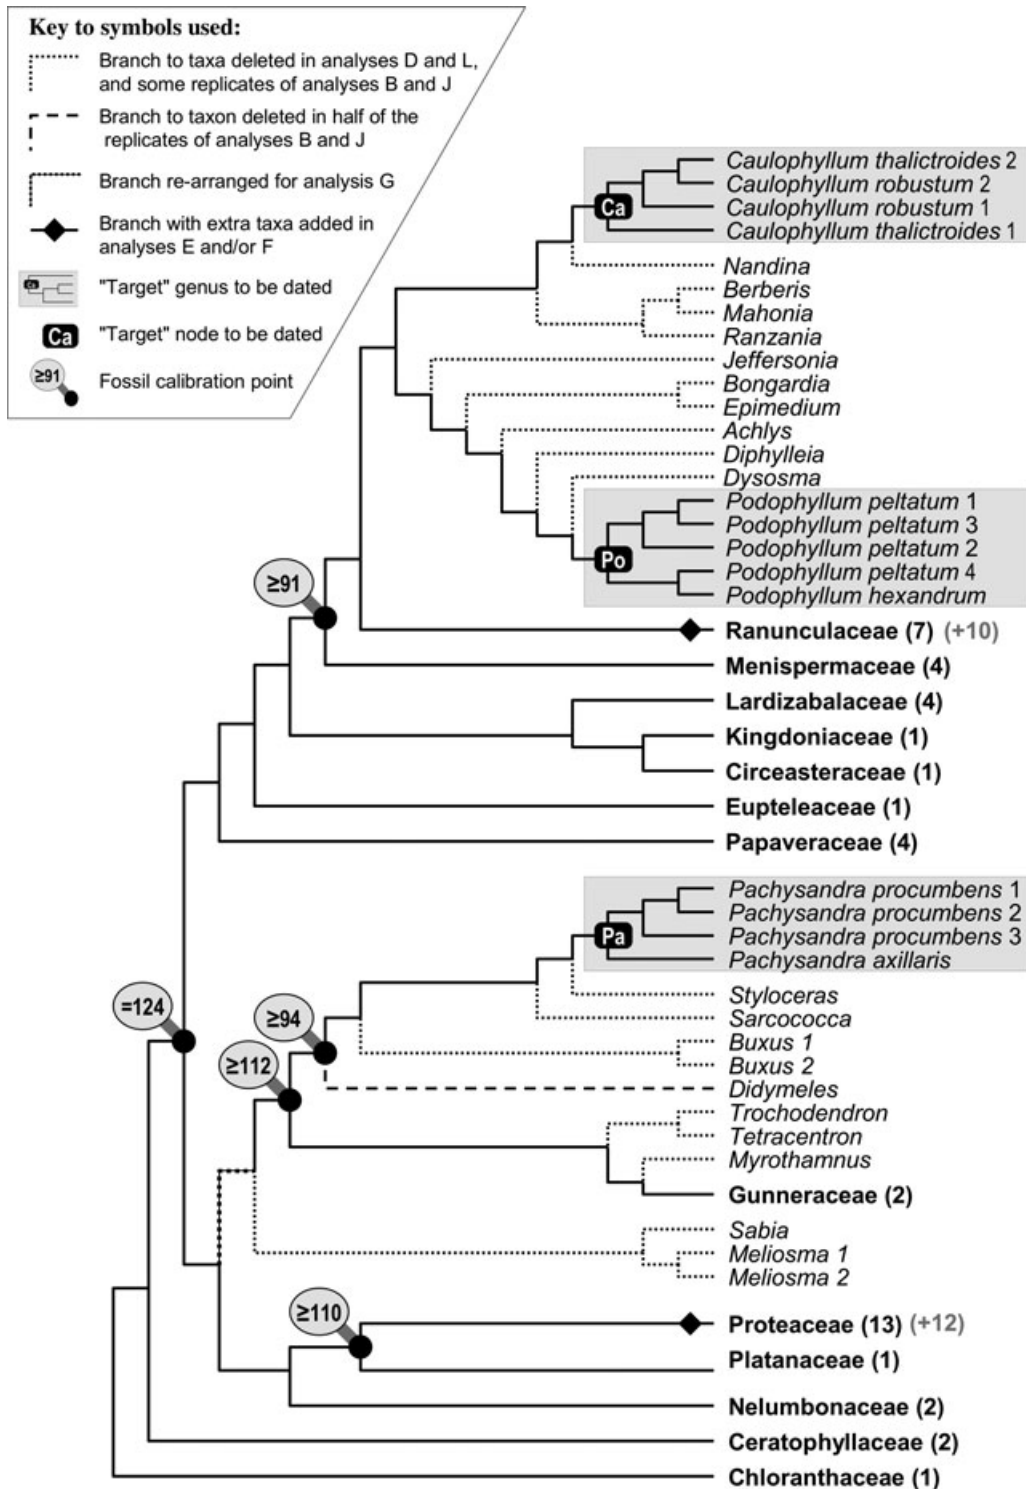 Key to symbols used:
Branch to taxa deleted in analyses D and L,
and some replicates of analyses B and J
Branch to taxon deleted in half of the
replicates of analyses B and J
Branch re-arranged for analysis G
Branch with extra taxa added in
analyses E and/or F
Ca
"Target" genus to be dated
Ca
"Target" node to be dated
≥91
Fossil calibration point
Caulophyllum thalictroides 2
Caulophyllum robustum 2
Ca
Caulophyllum robustum 1
Caulophyllum thalictroides 1
Nandina
Berberis
Mahonia
Ranzania
Jeffersonia
Bongardia
Epimedium
Achlys
Diphylleia
Dysosma
Podophyllum peltatum 1
Podophyllum peltatum 3
Podophyllum peltatum 2
Po
Podophyllum peltatum 4
Podophyllum hexandrum
≥91
Ranunculaceae (7) (+10)
Menispermaceae (4)
Lardizabalaceae (4)
Kingdoniaceae (1)
Circeasteraceae (1)
Eupteleaceae (1)
Papaveraceae (4)
Pachysandra procumbens 1
Pachysandra procumbens 2
Pa
Pachysandra procumbens 3
Pachysandra axillaris
Styloceras
=124
≥94
Sarcococca
Buxus 1
≥112
Buxus 2
Didymeles
Trochodendron
Tetracentron
Myrothamnus
Gunneraceae (2)
Sabia
Meliosma 1
Meliosma 2
≥110
Proteaceae (13) (+12)
Platanaceae (1)
Nelumbonaceae (2)
Ceratophyllaceae (2)
Chloranthaceae (1)